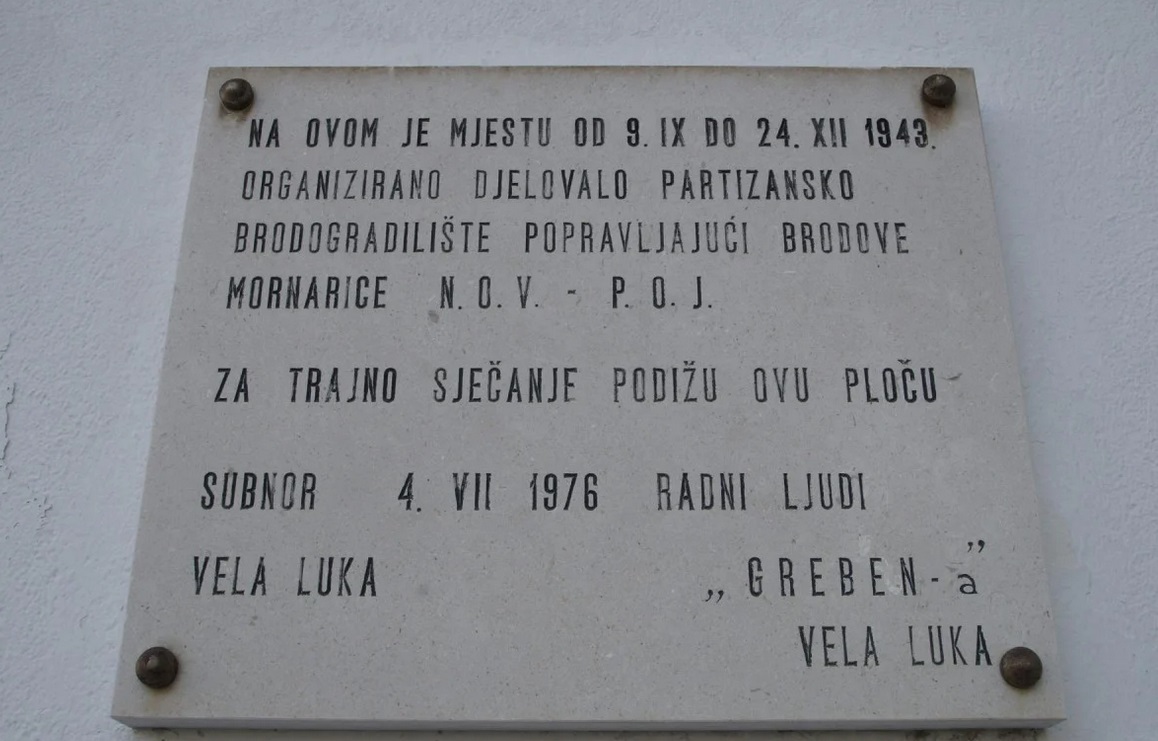 NA OVOM JE MJESTU OD 9. IX DO 24. XII 1943.
ORGANIZIRANO DJELOVALO PARTIZANSKO
BRODOGRADILIŠTE POPRAVLJAJUĆI BRODOVE
MORNARICE N. O. V. - P. O. J.
ZA TRAJNO SJEČANJE PODIŽU OVU PLOČU
SUBNOR 4. VII 1976 RADNI LJUDI
VELA LUKA „GREBEN-a”
VELA LUKA